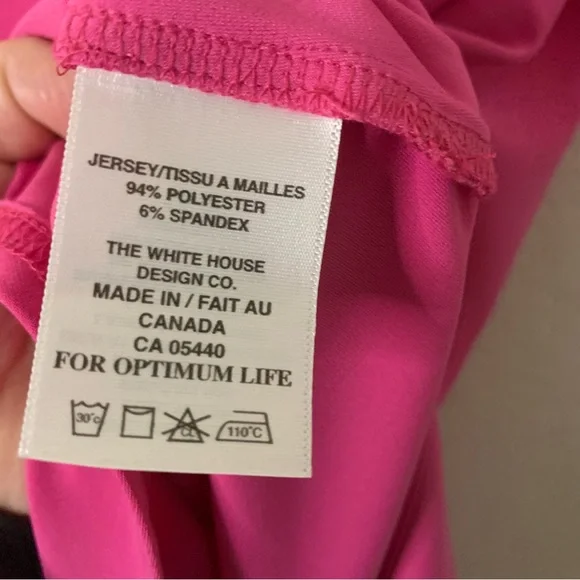 JERSEY/TISSU A MAILLES
94% POLYESTER
6% SPANDEX
THE WHITE HOUSE
DESIGN CO.
MADE IN / FAIT AU
CANADA
CA 05440
FOR OPTIMUM LIFE
30°C CL 110°C